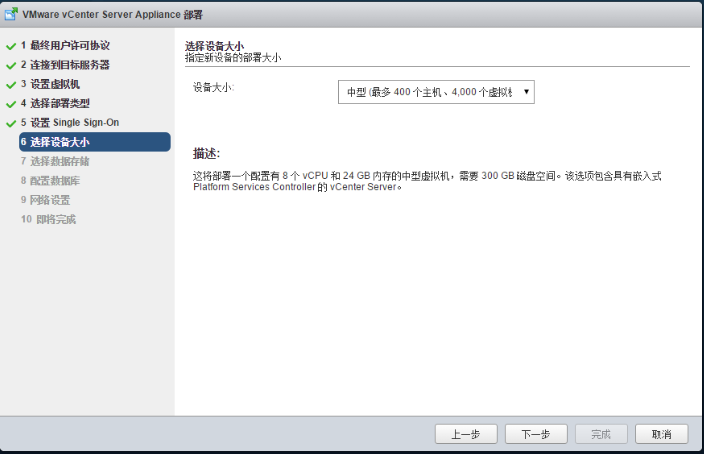 VMware vCenter Server Appliance 部署
1 最终用户许可协议
2 连接到目标服务器
3 设置虚拟机
4 选择部署类型
5 设置 Single Sign-On
6 选择设备大小
7 选择数据存储
8 配置数据库
9 网络设置
10 即将完成
选择设备大小
指定新设备的部署大小
设备大小:
中型 (最多 400 个主机、4,000 个虚拟
描述:
这将部署一个配置有 8 个 vCPU 和 24 GB 内存的中型虚拟机，需要 300 GB 磁盘空间。该选项包含具有嵌入式
Platform Services Controller 的 vCenter Server。
上一步
下一步
完成
取消